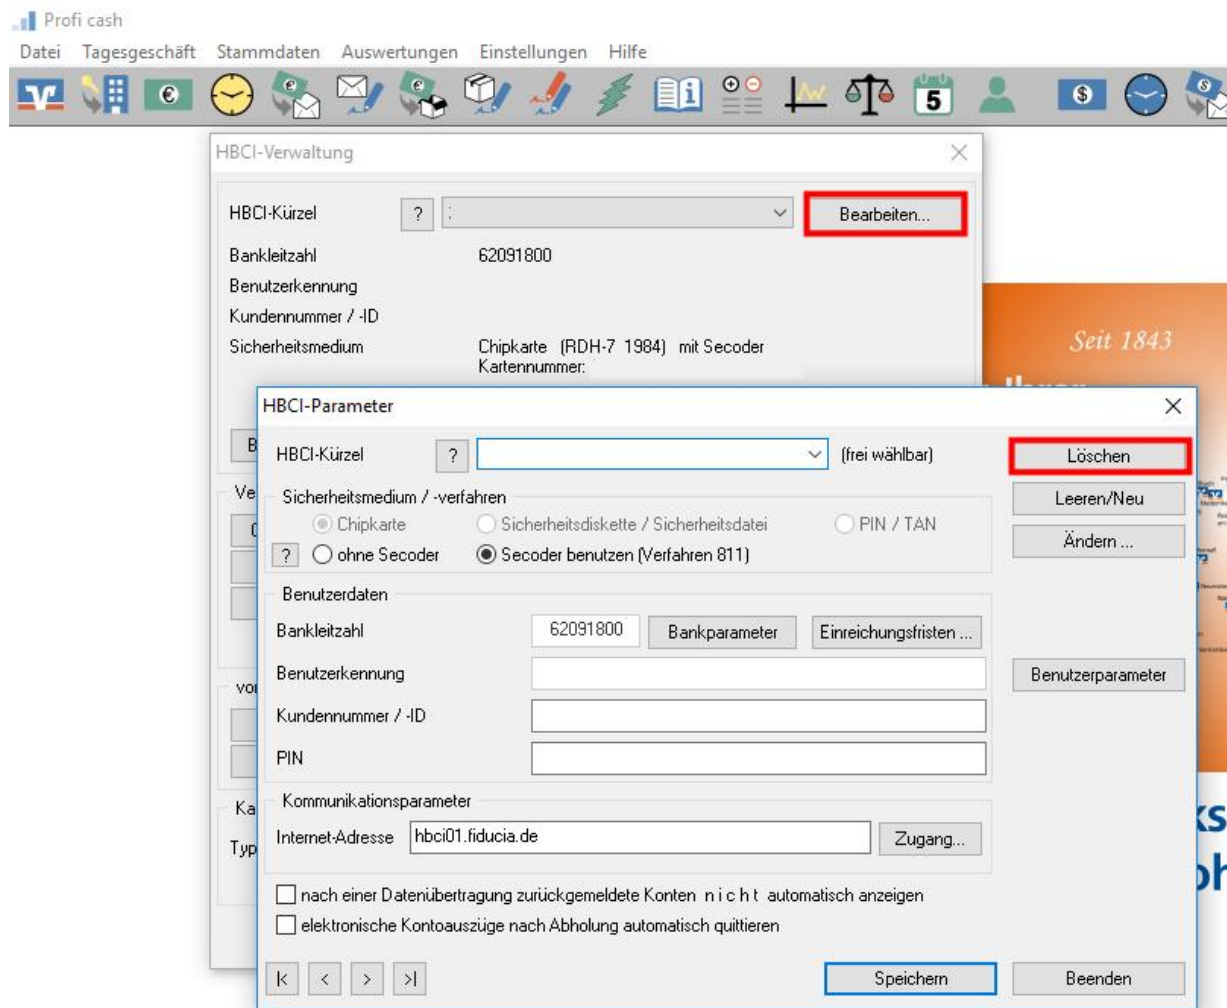 Profi cash
Datei Tagesgeschäft Stammdaten Auswertungen Einstellungen Hilfe
€ € € i 5 $ $
HBCI-Verwaltung
HBCI-Kürzel ? Bearbeiten...
Bankleitzahl 62091800
Benutzerkennung
Kundennummer / -ID
Sicherheitsmedium Chipkarte (RDH-7 1984) mit Secoder
Kartennummer:
Seit 1843
HBCI-Parameter
HBCI-Kürzel ? (frei wählbar) Löschen
Sicherheitsmedium / -verfahren Leeren/Neu
Chipkarte Sicherheitsdiskette / Sicherheitsdatei PIN / TAN
? ohne Secoder Secoder benutzen (Verfahren 811) Ändern ...
Benutzerdaten
Bankleitzahl 62091800 Bankparameter Einreichungsfristen ...
Benutzerkennung Benutzerparameter
Kundennummer / -ID
PIN
Kommunikationsparameter
Internet-Adresse hbci01.fiducia.de Zugang...
nach einer Datenübertragung zurückgemeldete Konten n i c h t automatisch anzeigen
elektronische Kontoauszüge nach Abholung automatisch quittieren
|< < > >| Speichern Beenden